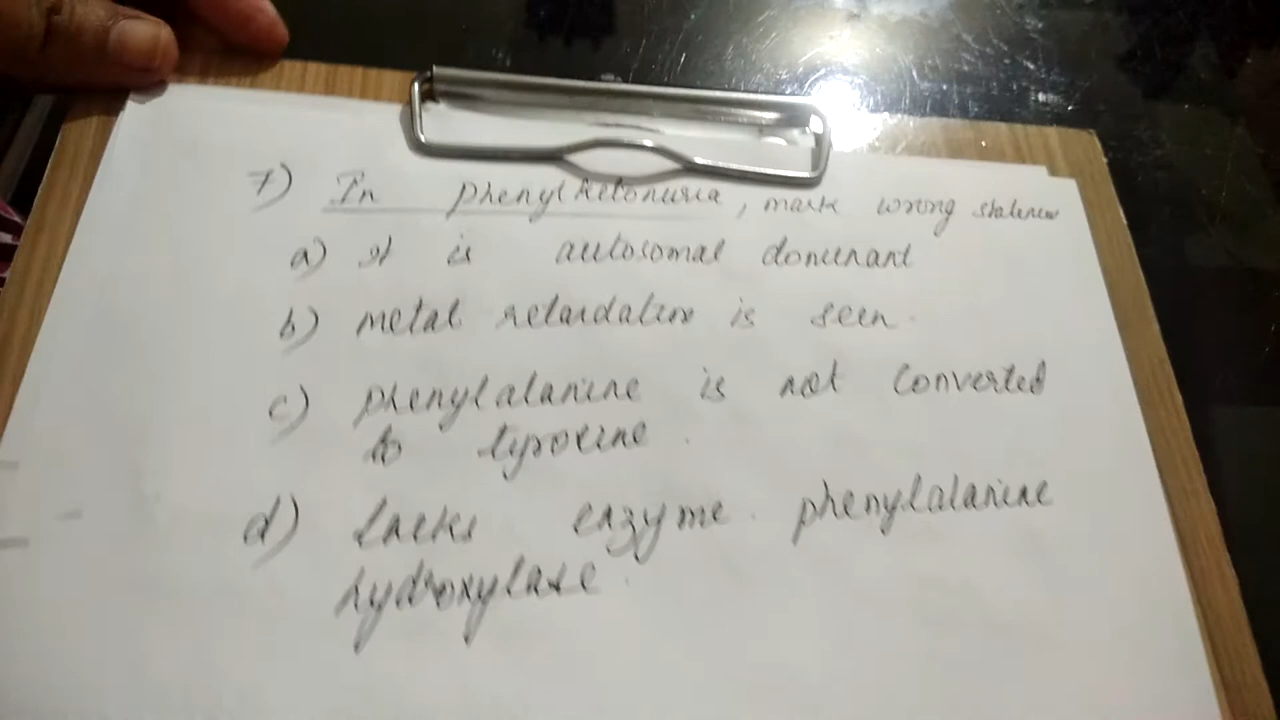 7) In phenylketonuria, mark wrong statemen
a) It is autosomal dominant
b) metal retardation is seen.
c) phenylalanine is not converted
to tyrosine.
d) lacks enzyme phenylalanine
hydroxylase.